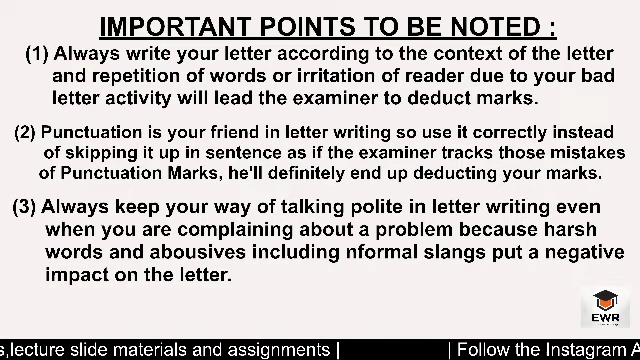 IMPORTANT POINTS TO BE NOTED :
(1) Always write your letter according to the context of the letter
and repetition of words or irritation of reader due to your bad
letter activity will lead the examiner to deduct marks.
(2) Punctuation is your friend in letter writing so use it correctly instead
of skipping it up in sentence as if the examiner tracks those mistakes
of Punctuation Marks, he'll definitely end up deducting your marks.
(3) Always keep your way of talking polite in letter writing even
when you are complaining about a problem because harsh
words and abousives including nformal slangs put a negative
impact on the letter.
EWR
s,lecture slide materials and assignments | | Follow the Instagram A